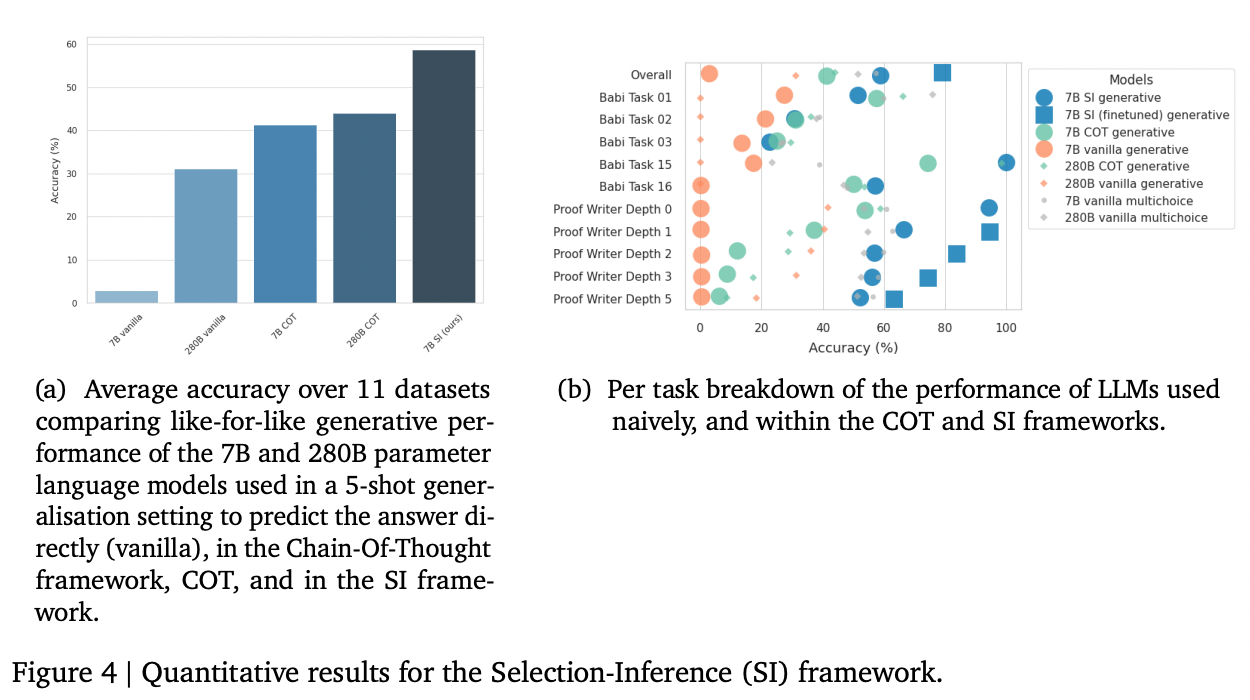 60
50
40
30
20
10
0
Accuracy (%)
7B vanilla
280B vanilla
7B COT
280B COT
7B SI (ours)
(a) Average accuracy over 11 datasets
comparing like-for-like generative per-
formance of the 7B and 280B parameter
language models used in a 5-shot gener-
alisation setting to predict the answer di-
rectly (vanilla), in the Chain-Of-Thought
framework, COT, and in the SI frame-
work.
Overall
Babi Task 01
Babi Task 02
Babi Task 03
Babi Task 15
Babi Task 16
Proof Writer Depth 0
Proof Writer Depth 1
Proof Writer Depth 2
Proof Writer Depth 3
Proof Writer Depth 5
0 20 40 60 80 100
Accuracy (%)
Models
7B SI generative
7B SI (finetuned) generative
7B COT generative
7B vanilla generative
280B COT generative
280B vanilla generative
7B vanilla multichoice
280B vanilla multichoice
(b) Per task breakdown of the performance of LLMs used
naively, and within the COT and SI frameworks.
Figure 4 | Quantitative results for the Selection-Inference (SI) framework.